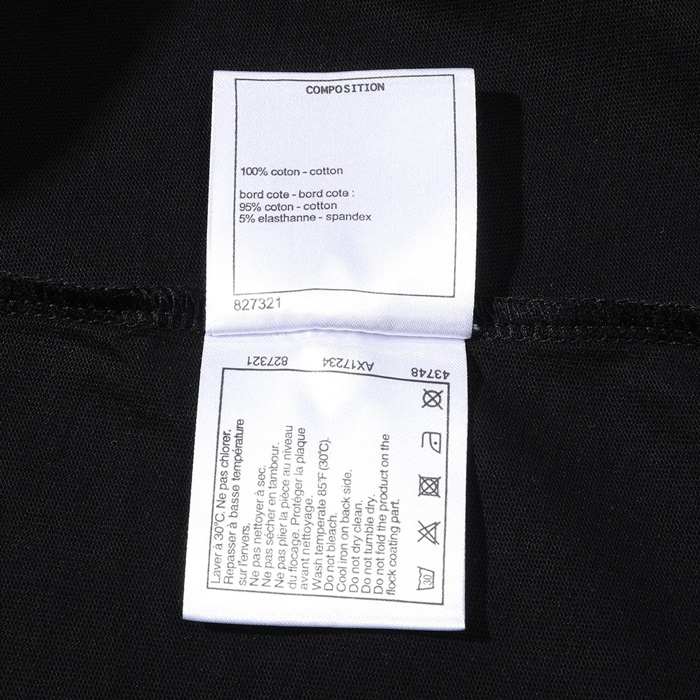 COMPOSITION
100% coton - cotton
bord cote - bord cote :
95% coton - cotton
5% elasthanne - spandex
827321
43748 AX17234 827321
Laver à 30°C. Ne pas chlorer.
Repasser à basse température
sur l'envers.
Ne pas nettoyer à sec.
Ne pas sécher en tambour.
Ne pas plier la pièce au niveau
du flocage. Protéger la plaque
avant nettoyage.
Wash temperate 85°F (30°C).
Do not bleach.
Cool iron on back side.
Do not dry clean.
Do not tumble dry.
Do not fold the product on the
flock coating part.
30